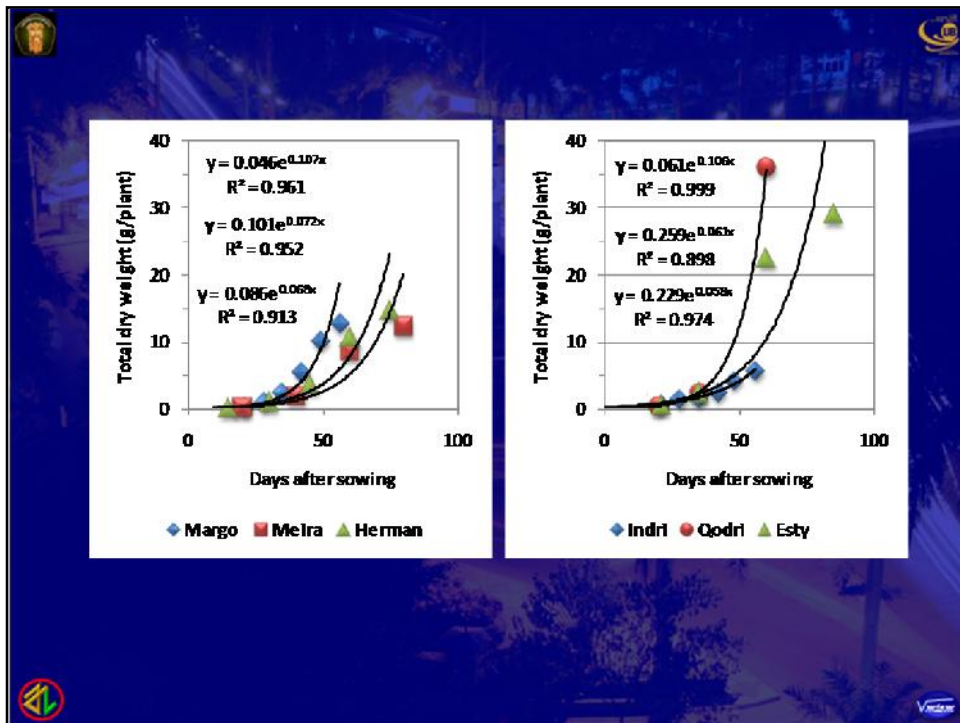 40
30
20
10
0
0 50 100
Total dry weight (g/plant)
Days after sowing
y = 0.046e^0.107x
R² = 0.961
y = 0.101e^0.072x
R² = 0.952
y = 0.086e^0.068x
R² = 0.913
Margo Meira Herman
40
30
20
10
0
0 50 100
Total dry weight (g/plant)
Days after sowing
y = 0.061e^0.106x
R² = 0.999
y = 0.259e^0.061x
R² = 0.898
y = 0.229e^0.058x
R² = 0.974
Indri Qodri Esty
UB